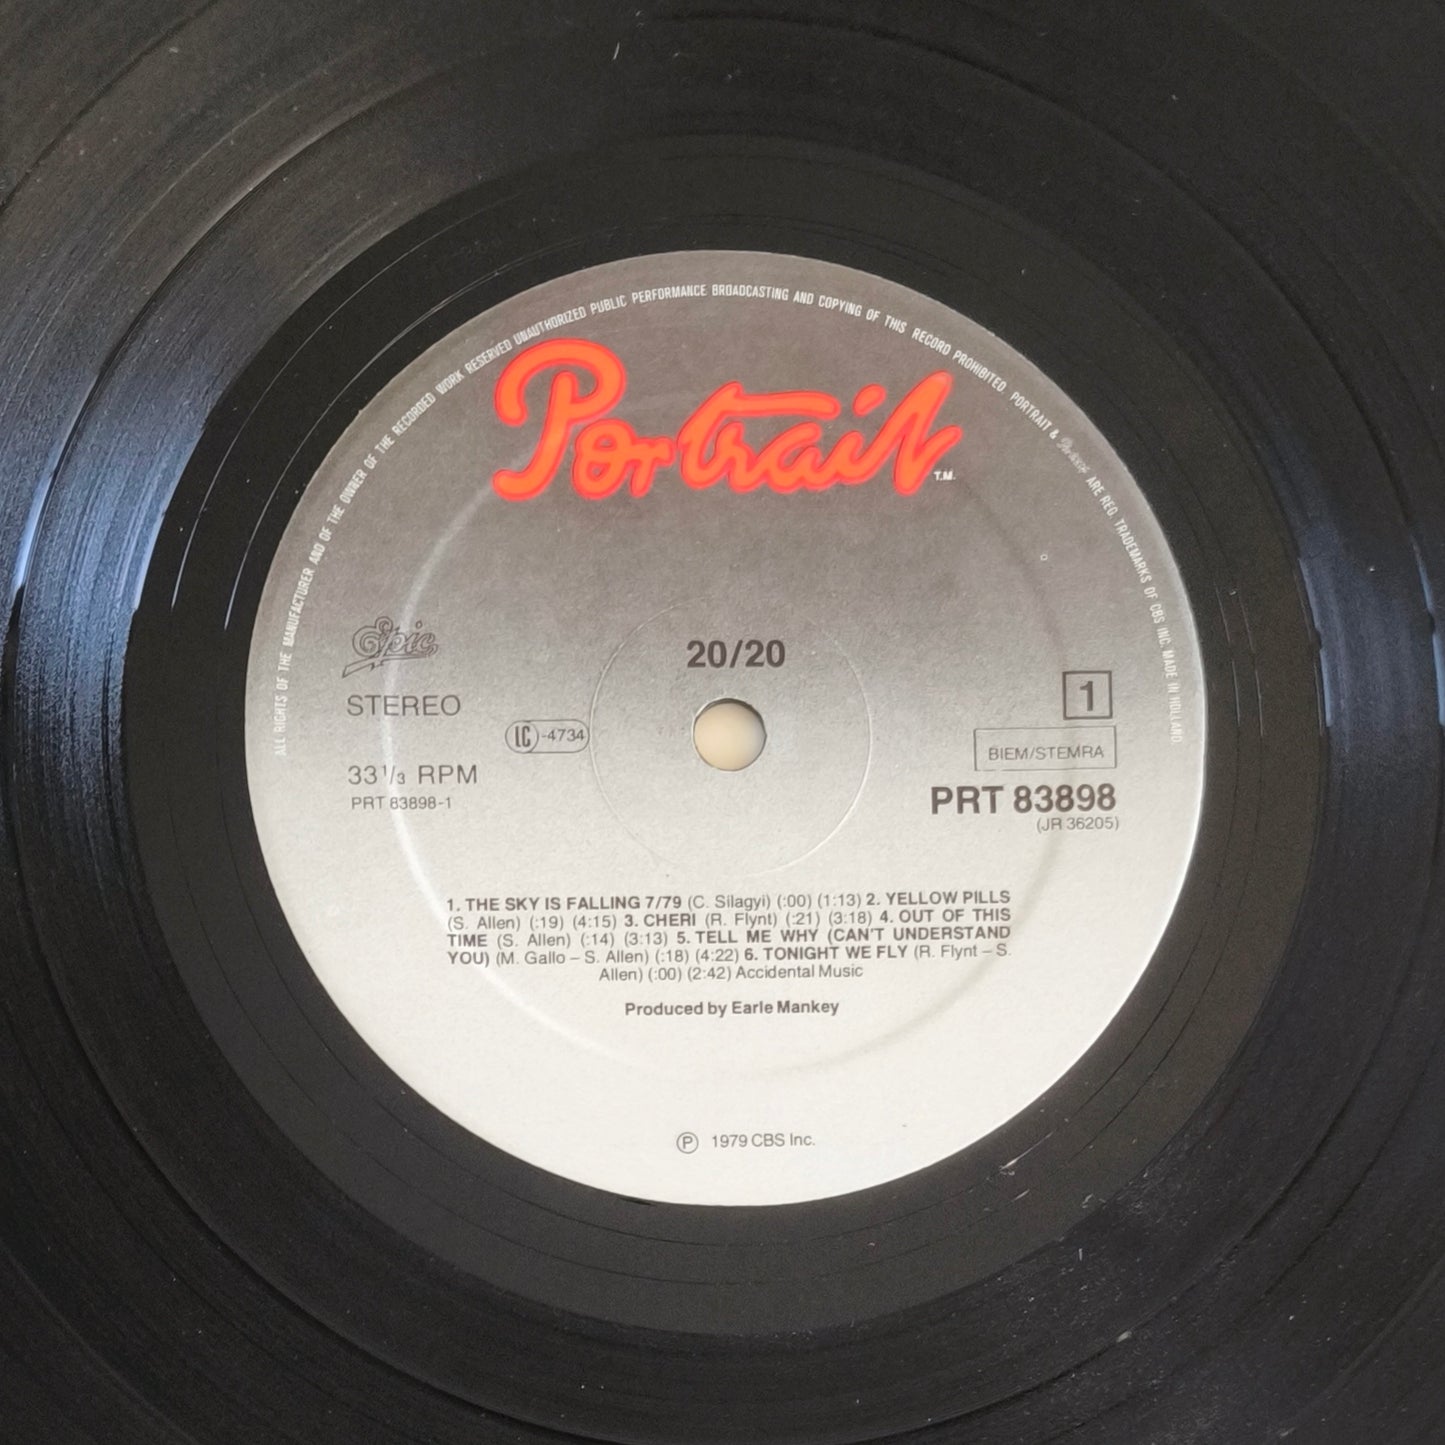 ALL RIGHTS OF THE MANUFACTURER AND OF THE OWNER OF THE RECORDED WORK RESERVED UNAUTHORIZED PUBLIC PERFORMANCE BROADCASTING AND COPYING OF THIS RECORD PROHIBITED. PORTRAIT & Portrait ARE REG. TRADEMARKS OF CBS INC. MADE IN HOLLAND
Portrait T.M.
Epic
20/20
STEREO
1
LC-4734
BIEM/STEMRA
33 1/3 RPM
PRT 83898
PRT 83898-1
(JR 36205)
1. THE SKY IS FALLING 7/79 (C. Silagyi) (:00) (1:13) 2. YELLOW PILLS
(S. Allen) (:19) (4:15) 3. CHERI (R. Flynt) (:21) (3:18) 4. OUT OF THIS
TIME (S. Allen) (:14) (3:13) 5. TELL ME WHY (CAN'T UNDERSTAND
YOU) (M. Gallo – S. Allen) (:18) (4:22) 6. TONIGHT WE FLY (R. Flynt – S.
Allen) (:00) (2:42) Accidental Music
Produced by Earle Mankey
Ⓟ 1979 CBS Inc.